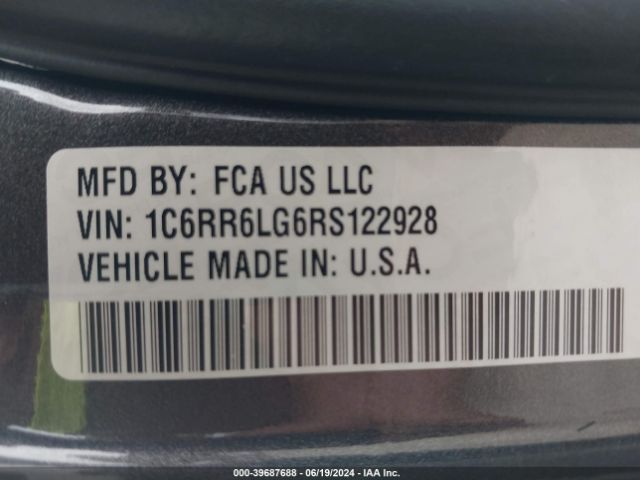 MFD BY: FCA US LLC
VIN: 1C6RR6LG6RS122928
VEHICLE MADE IN: U.S.A.
000-39687688 - 06/19/2024 - IAA Inc.